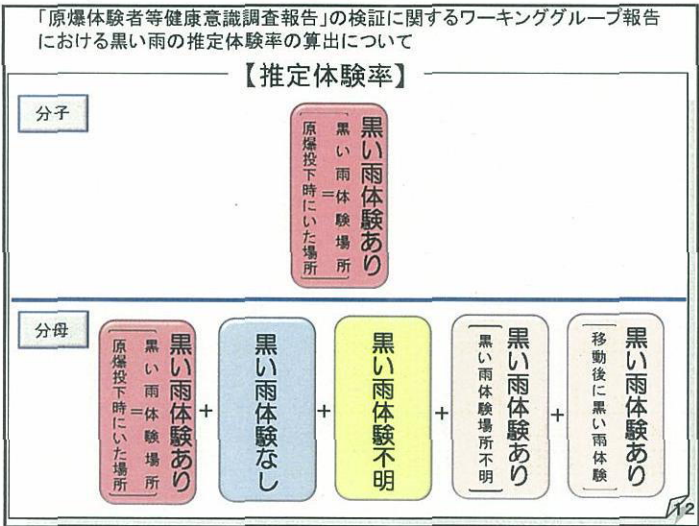 「原爆体験者等健康意識調査報告」の検証に関するワーキンググループ報告
における黒い雨の推定体験率の算出について
【推定体験率】
分子
黒い雨体験あり
黒い雨体験場所
＝
原爆投下時にいた場所
分母
黒い雨体験あり
黒い雨体験場所
＝
原爆投下時にいた場所
+
黒い雨体験なし
+
黒い雨体験不明
+
黒い雨体験あり
黒い雨体験場所不明
+
黒い雨体験あり
移動後に黒い雨体験
12